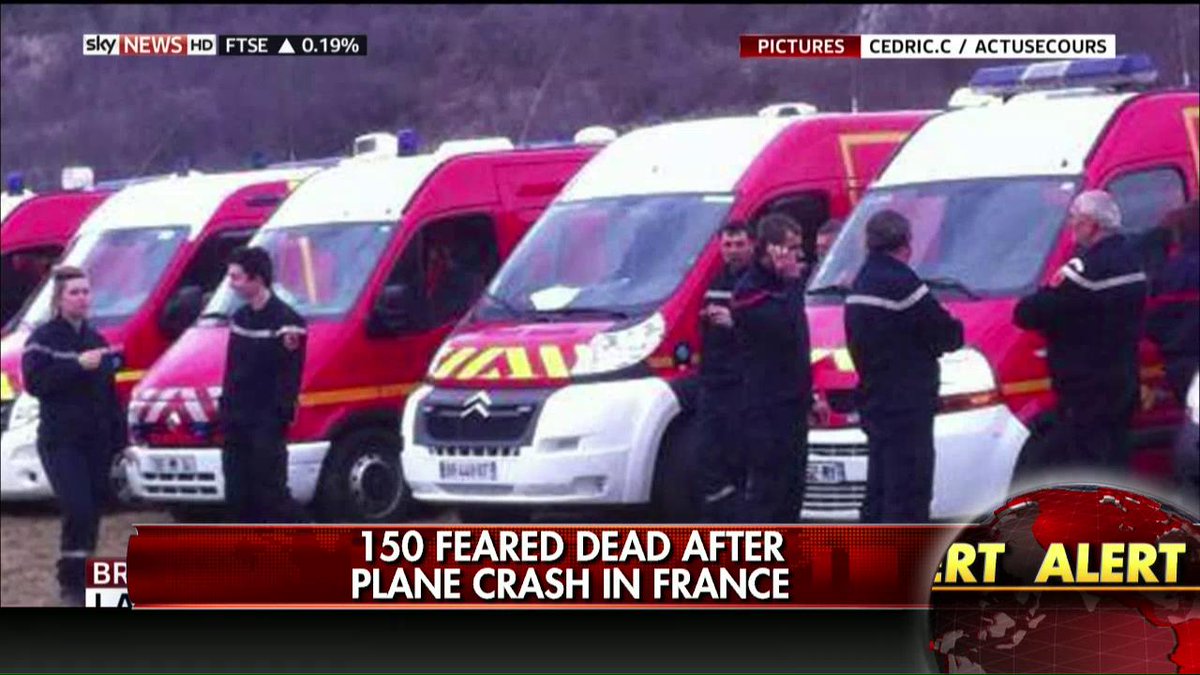 sky NEWS HD FTSE ▲ 0.19%
PICTURES CEDRIC.C / ACTUSECOURS
150 FEARED DEAD AFTER
PLANE CRASH IN FRANCE
ERT ALERT
BR